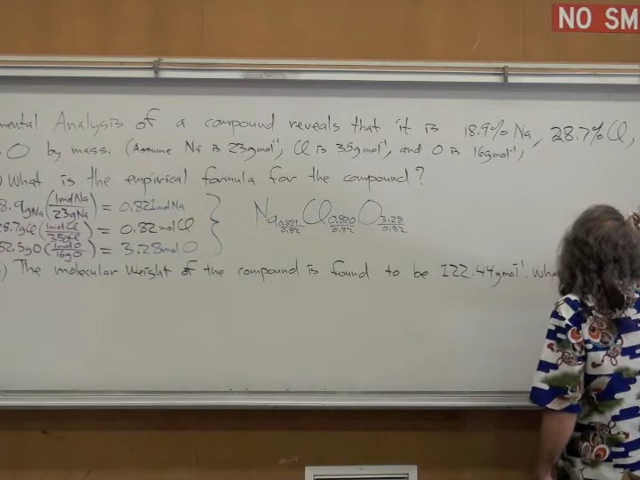 NO SM
mental Analysis of a compound reveals that it is 18.9% Na, 28.7% Cl,
O by mass. (Assume Na is 23gmol⁻¹, Cl is 35gmol⁻¹, and O is 16gmol⁻¹,
) What is the empirical formula for the compound?
8.9gNa(1molNa/23gNa) = 0.821molNa
28.7gCl(1molCl/35gCl) = 0.82molCl
52.5gO(1molO/16gO) = 3.28molO
Na0.821/0.82 Cl0.820/0.82 O3.28/0.82
) The molecular weight of the compound is found to be 122.44gmol⁻¹. Wha